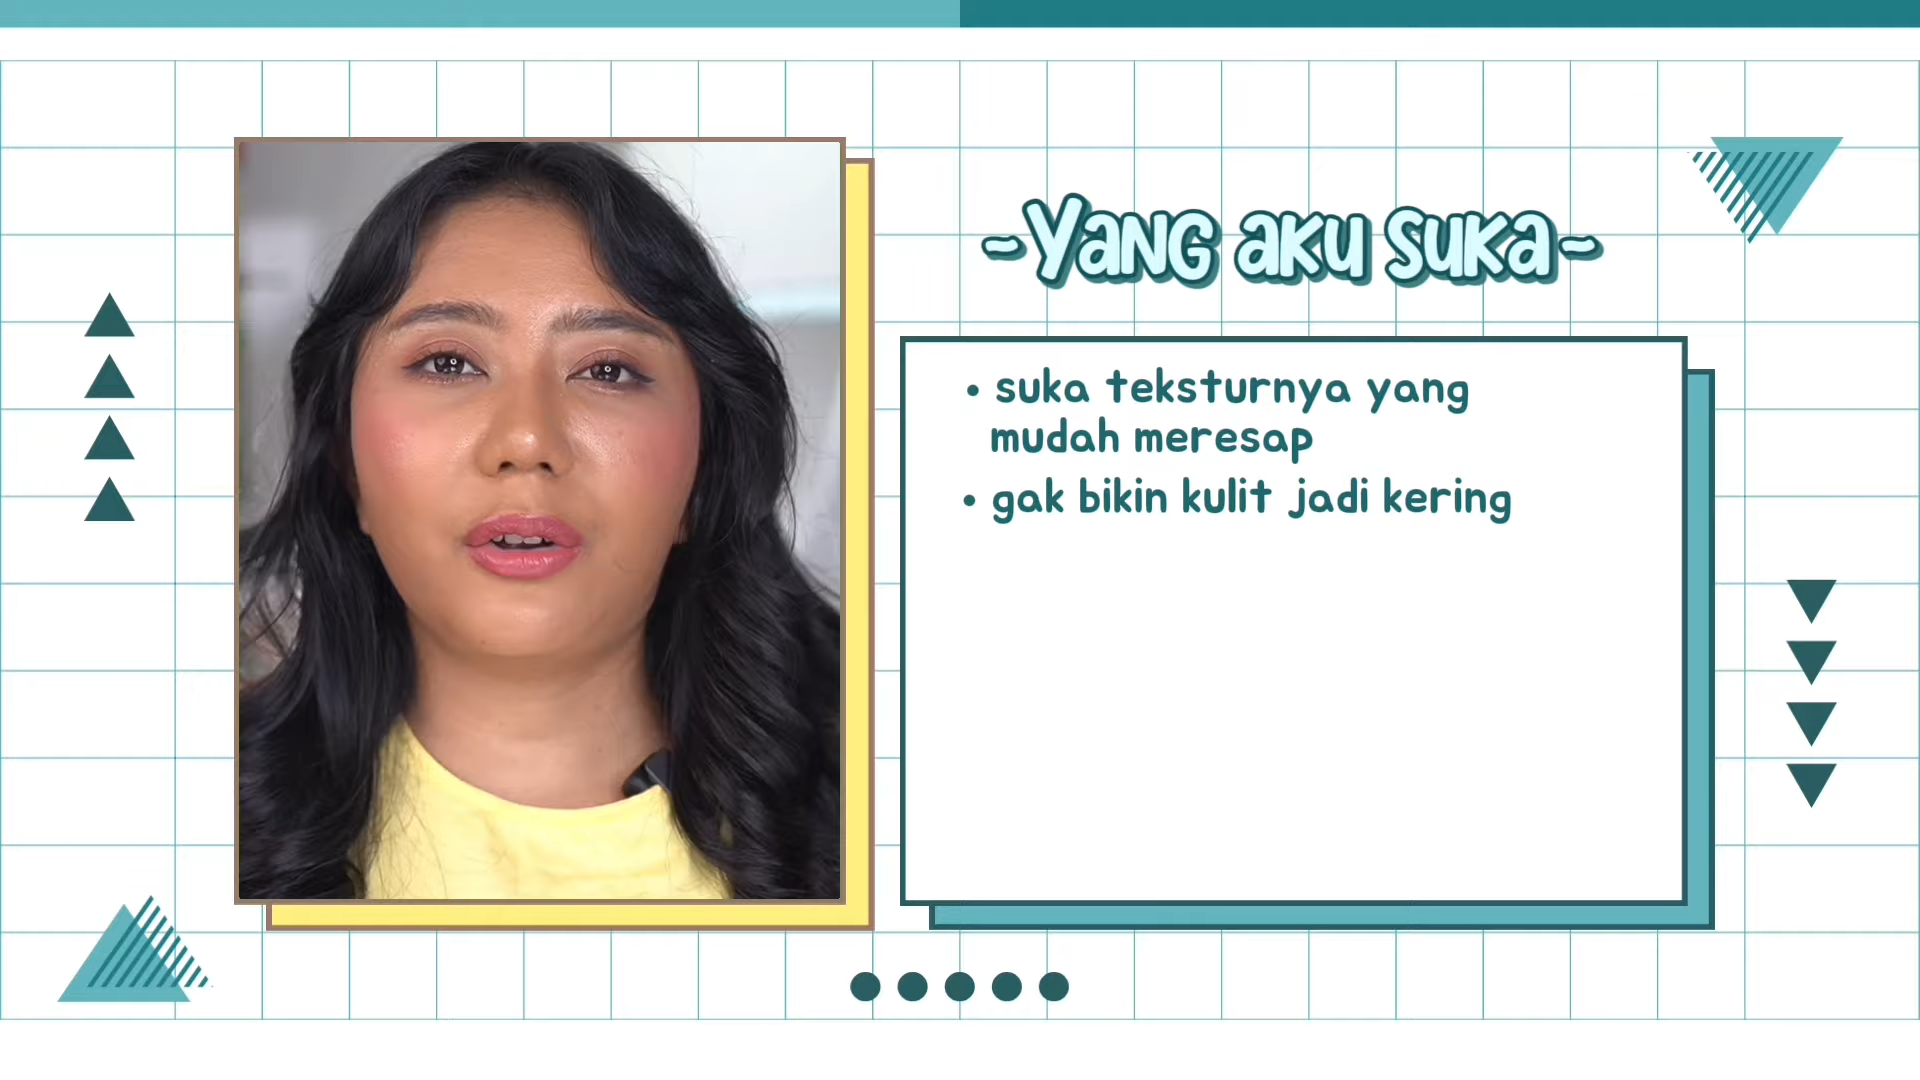 ~Yang aku suka~
• suka teksturnya yang
mudah meresap
• gak bikin kulit jadi kering